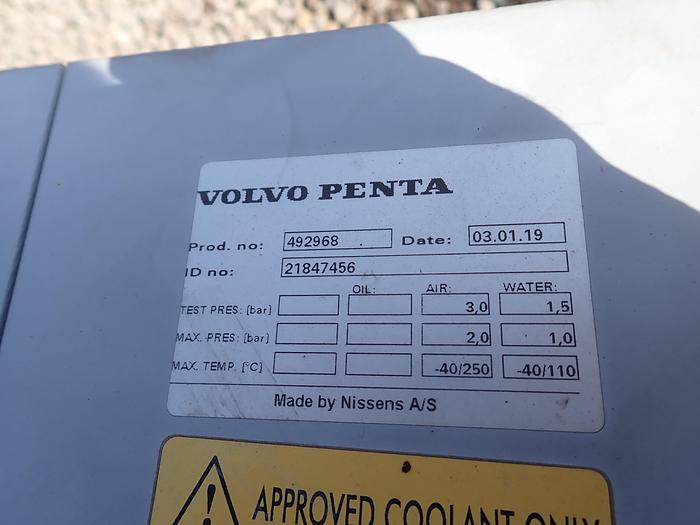 VOLVO PENTA
Prod. no: 492968 Date: 03.01.19
ID no: 21847456
OIL: AIR: WATER:
TEST PRES: [bar] 3,0 1,5
MAX. PRES: [bar] 2,0 1,0
MAX. TEMP. [°C] -40/250 -40/110
Made by Nissens A/S
APPROVED COOLANT ONLY